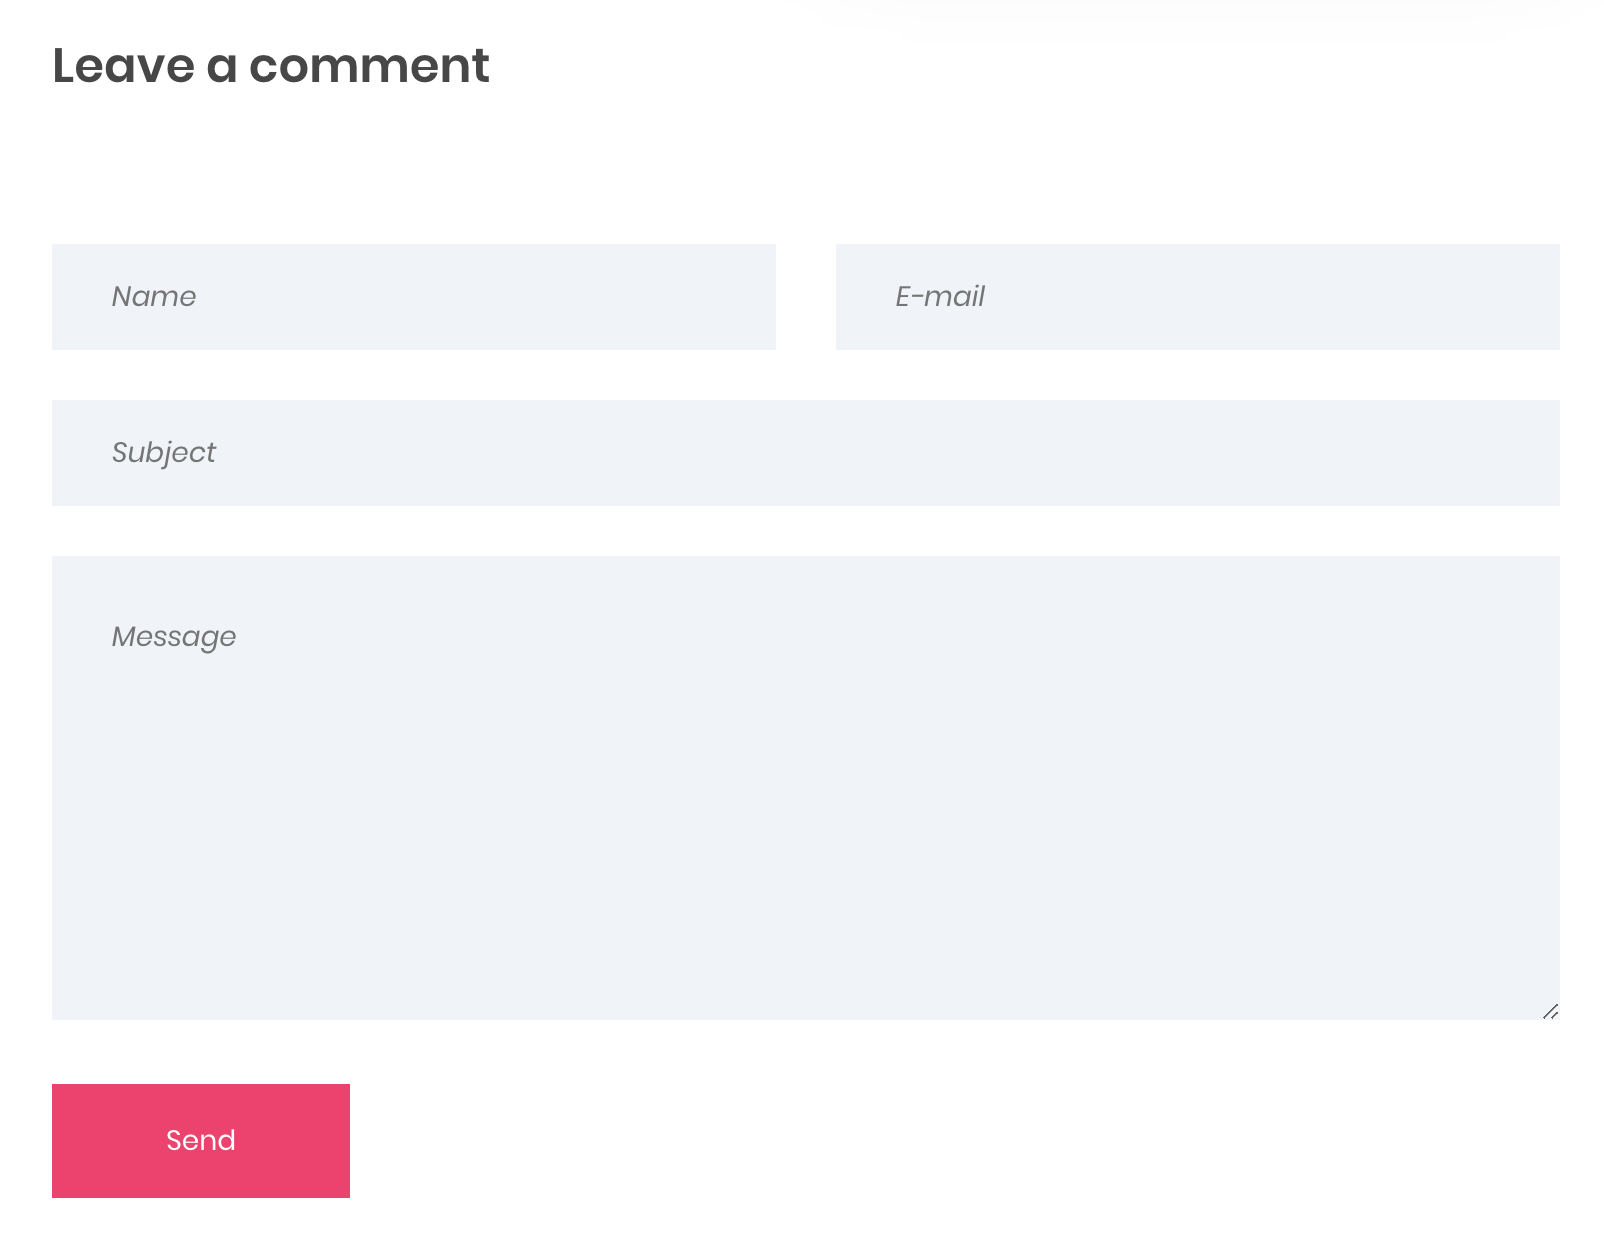 Leave a comment
Name
E-mail
Subject
Message
Send